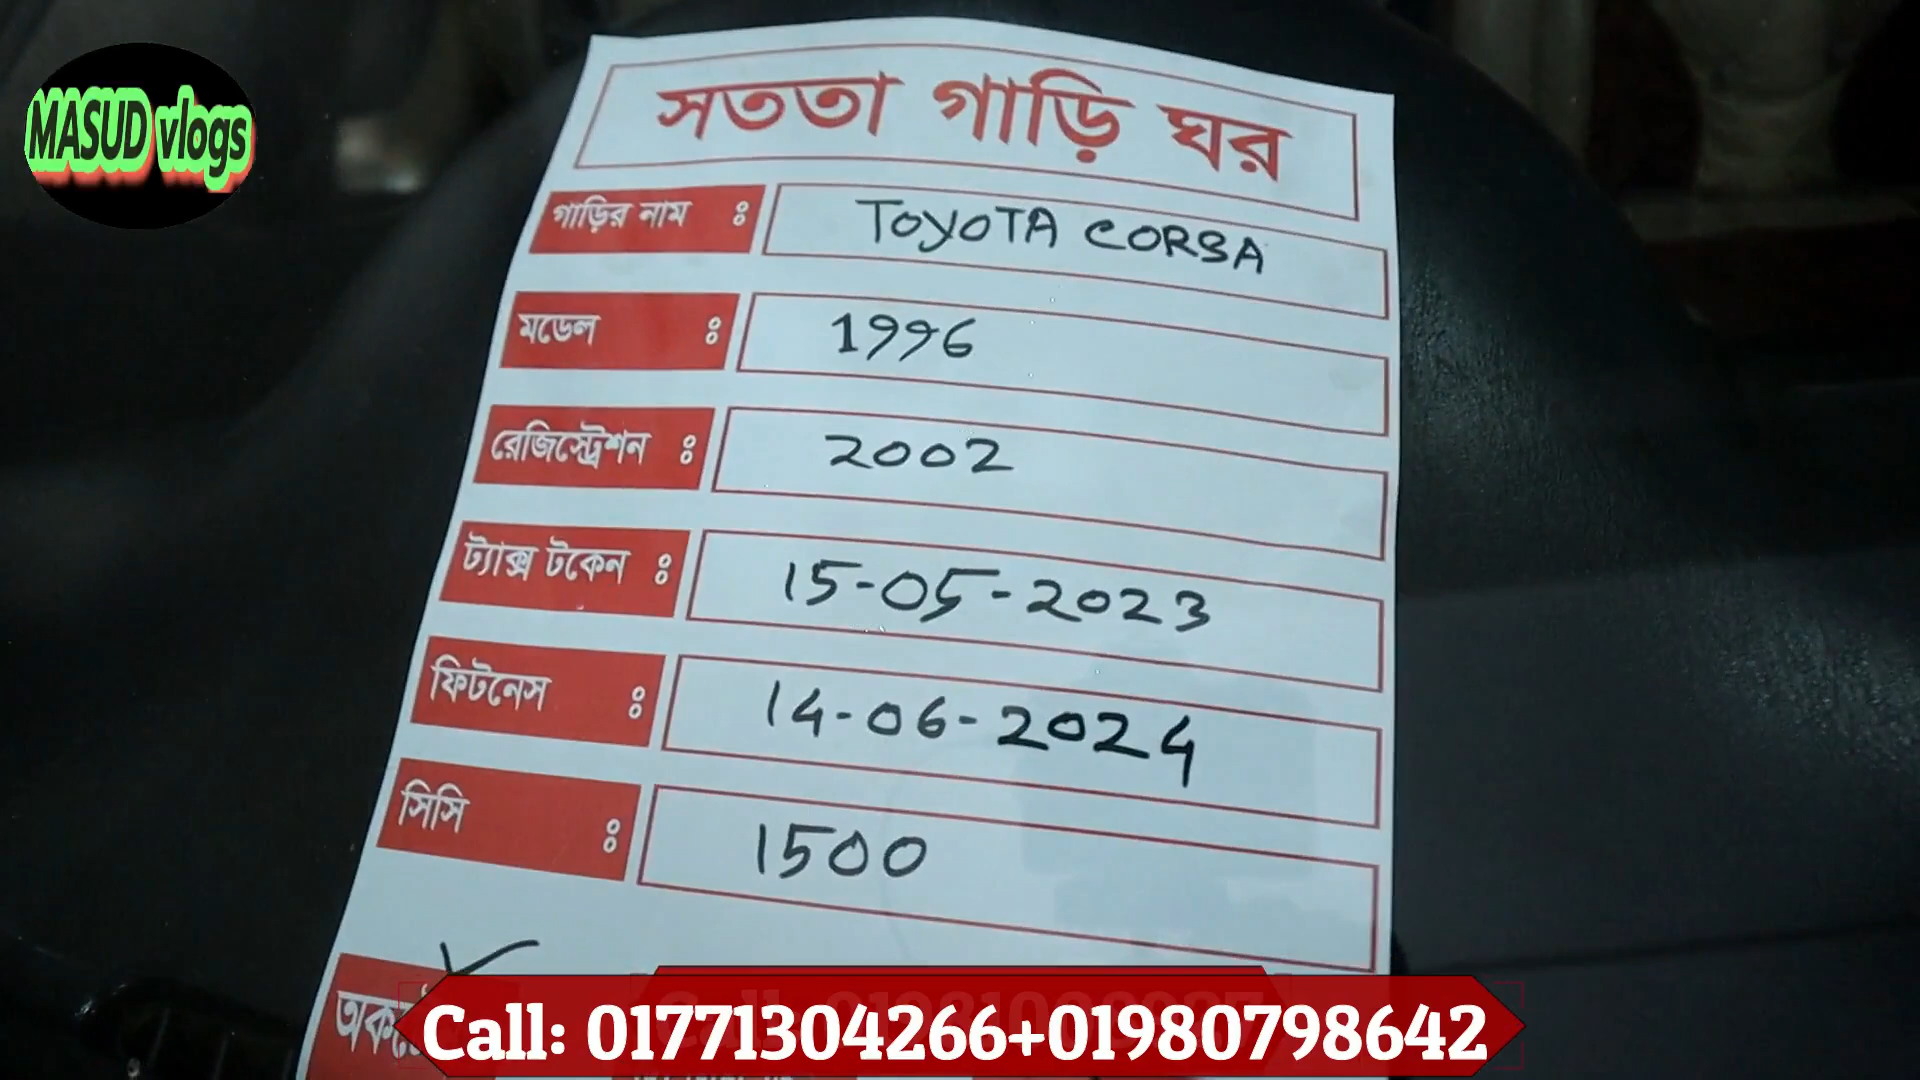 MASUD vlogs
সততা গাড়ি ঘর
গাড়ির নাম : TOYOTA CORSA
মডেল : 1996
রেজিস্ট্রেশন : 2002
ট্যাক্স টকেন : 15-05-2023
ফিটনেস : 14-06-2024
সিসি : 1500
Call: 01771304266+01980798642